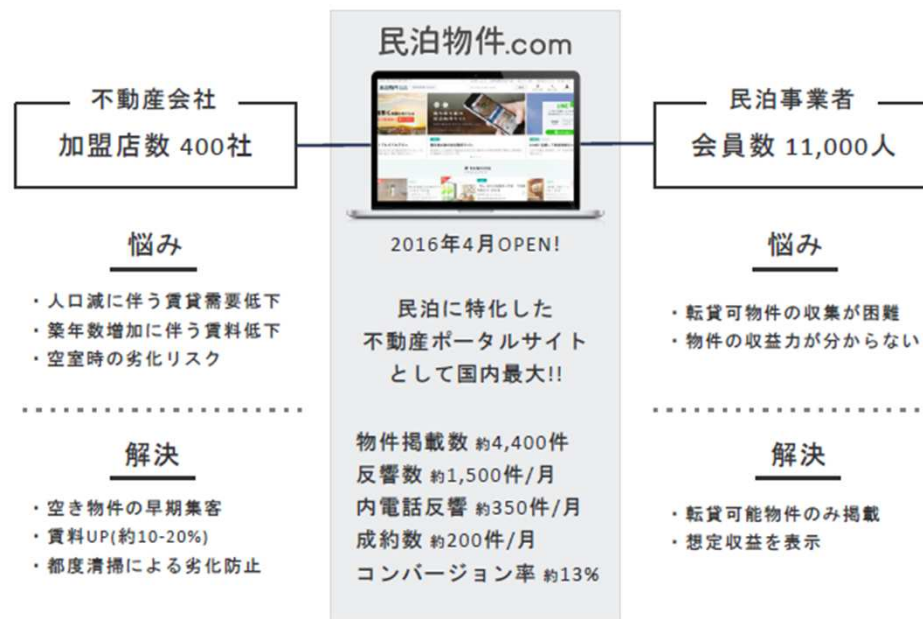 民泊物件.com
不動産会社
加盟店数 400社
民泊事業者
会員数 11,000人
2016年4月OPEN!
民泊に特化した
不動産ポータルサイト
として国内最大!!
物件掲載数 約4,400件
反響数 約1,500件/月
内電話反響 約350件/月
成約数 約200件/月
コンバージョン率 約13%
悩み
・人口減に伴う賃貸需要低下
・築年数増加に伴う賃料低下
・空室時の劣化リスク
解決
・空き物件の早期集客
・賃料UP(約10-20%)
・都度清掃による劣化防止
悩み
・転貸可物件の収集が困難
・物件の収益力が分からない
解決
・転貸可能物件のみ掲載
・想定収益を表示